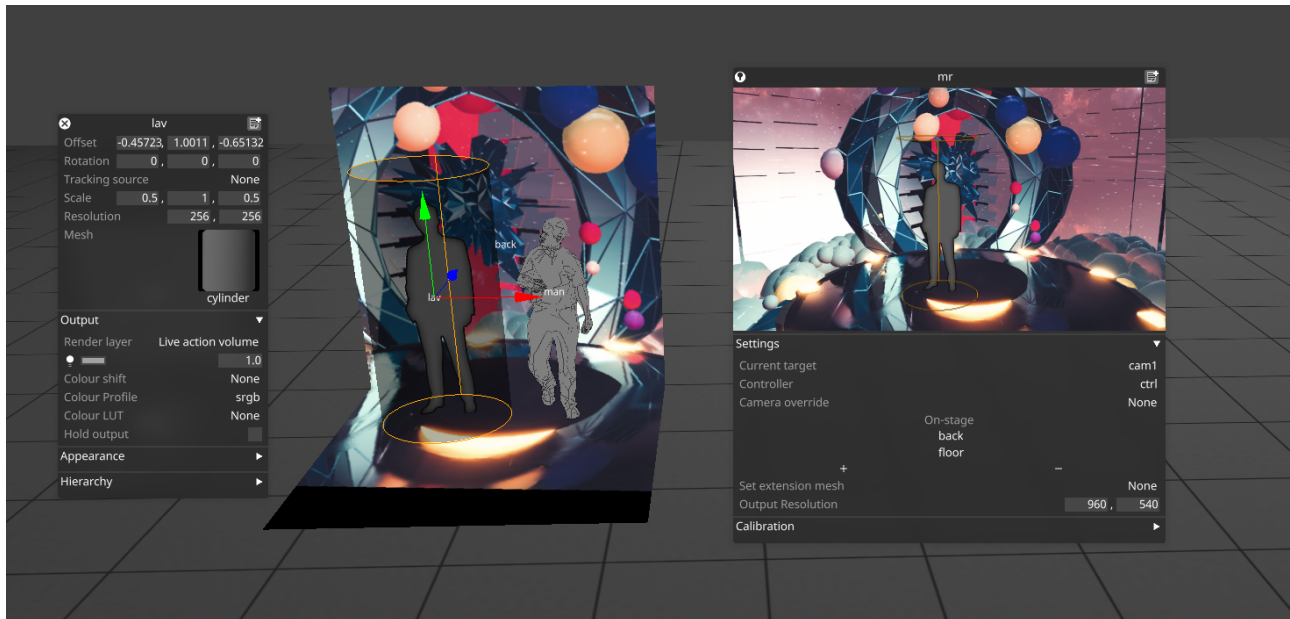 lav
Offset -0.45723, 1.0011, -0.65132
Rotation 0, 0, 0
Tracking source None
Scale 0.5, 1, 0.5
Resolution 256, 256
Mesh
cylinder
Output
Render layer Live action volume
1.0
Colour shift None
Colour Profile srgb
Colour LUT None
Hold output
Appearance
Hierarchy
back
lav
man
mr
Settings
Current target cam1
Controller ctrl
Camera override None
On-stage
back
floor
+ −
Set extension mesh None
Output Resolution 960, 540
Calibration